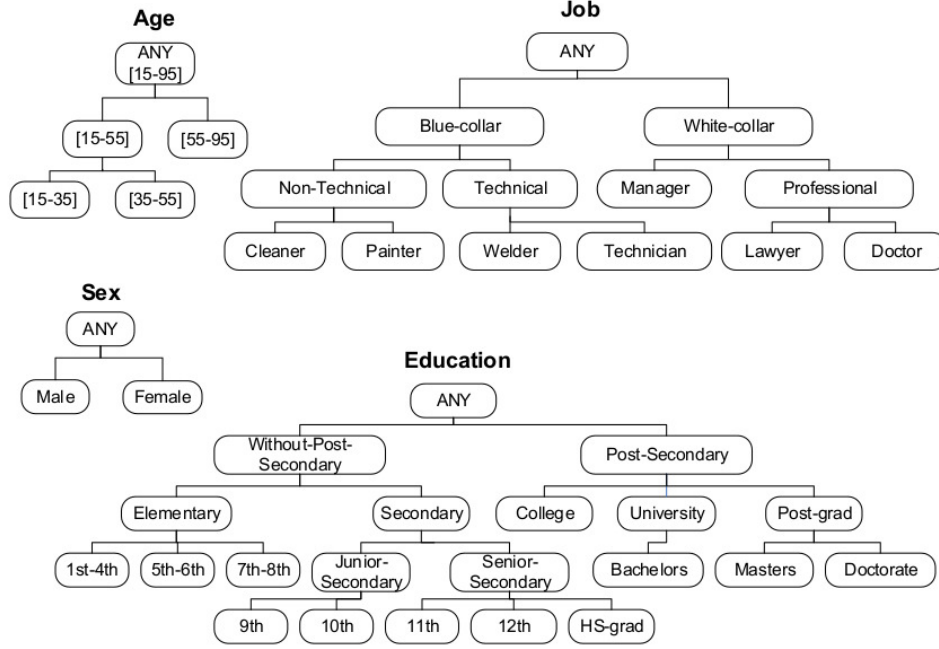 Age
ANY
[15-95]
[15-55]
[55-95]
[15-35]
[35-55]
Job
ANY
Blue-collar
White-collar
Non-Technical
Technical
Manager
Professional
Cleaner
Painter
Welder
Technician
Lawyer
Doctor
Sex
ANY
Male
Female
Education
ANY
Without-Post-
Secondary
Post-Secondary
Elementary
Secondary
College
University
Post-grad
1st-4th
5th-6th
7th-8th
Junior-
Secondary
Senior-
Secondary
Bachelors
Masters
Doctorate
9th
10th
11th
12th
HS-grad